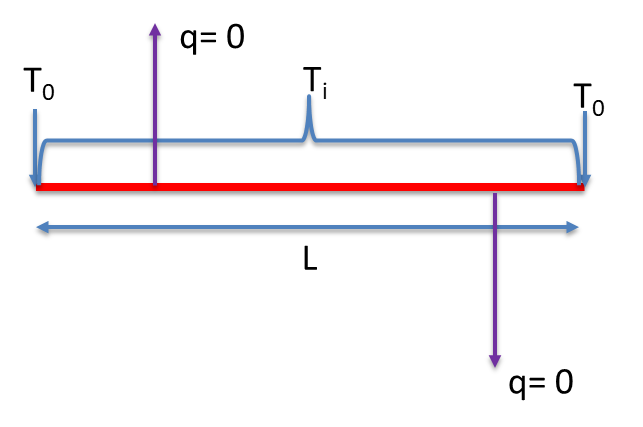 q= 0
T₀
Tᵢ
T₀
L
q= 0